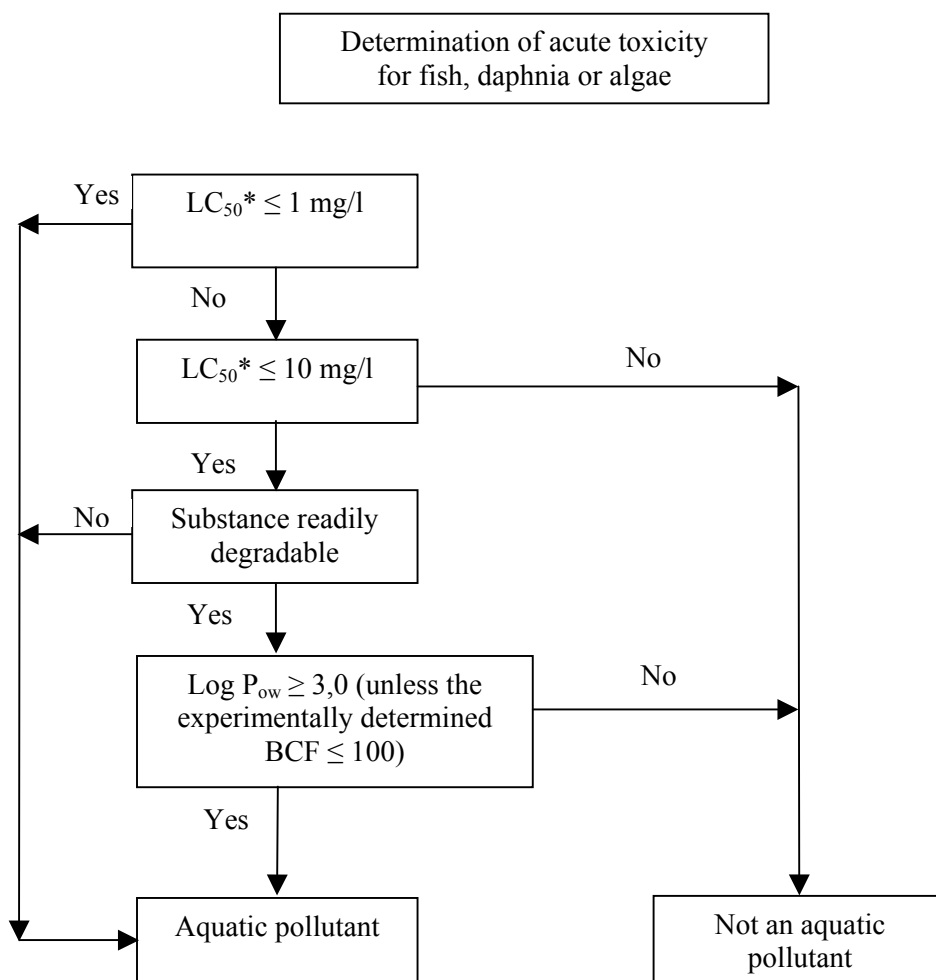 Determination of acute toxicity
for fish, daphnia or algae
Yes
LC₅₀* ≤ 1 mg/l
No
LC₅₀* ≤ 10 mg/l
No
Yes
No
Substance readily
degradable
Yes
Log Pₒw ≥ 3,0 (unless the
experimentally determined
BCF ≤ 100)
No
Yes
Aquatic pollutant
Not an aquatic
pollutant